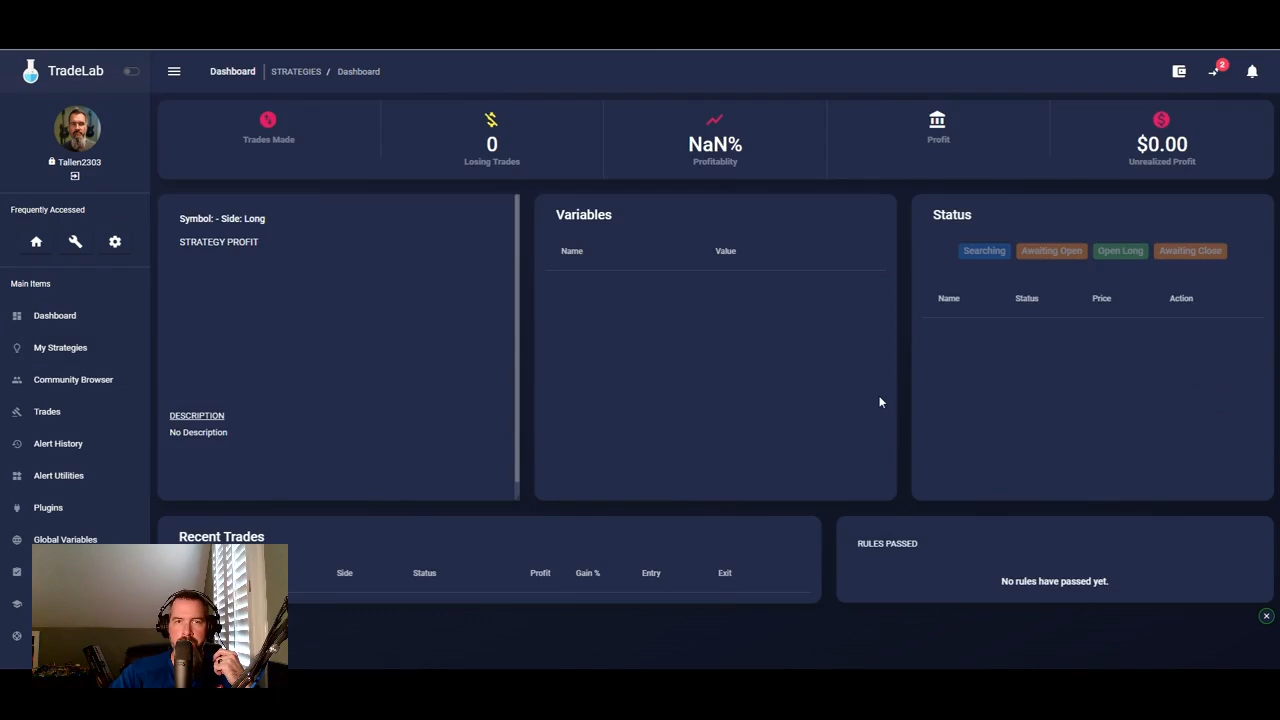 TradeLab
Dashboard
STRATEGIES / Dashboard
2
Tallen2303
Frequently Accessed
Main Items
Dashboard
My Strategies
Community Browser
Trades
Alert History
Alert Utilities
Plugins
Global Variables
Trades Made
0
Losing Trades
NaN%
Profitablity
Profit
$0.00
Unrealized Profit
Symbol: - Side: Long
STRATEGY PROFIT
DESCRIPTION
No Description
Variables
Name Value
Status
Searching Awaiting Open Open Long Awaiting Close
Name Status Price Action
Recent Trades
Side Status Profit Gain % Entry Exit
RULES PASSED
No rules have passed yet.